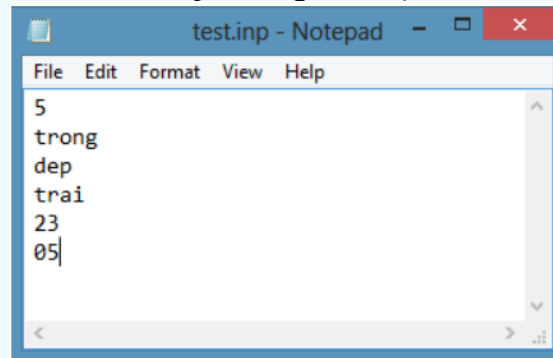 test.inp - Notepad
File Edit Format View Help
5
trong
dep
trai
23
05